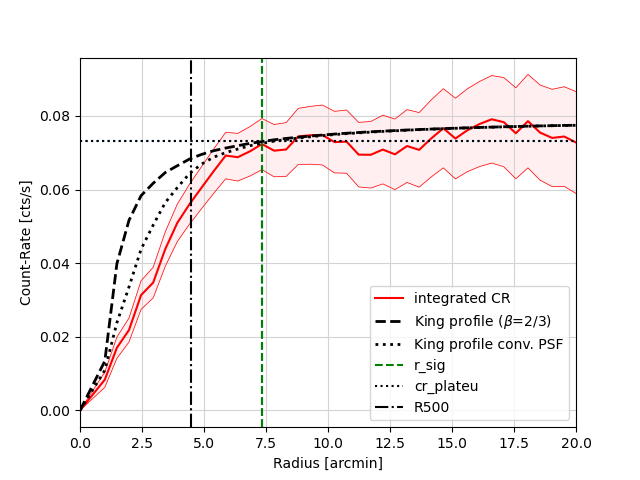 0.08
0.06
0.04
0.02
0.00
Count-Rate [cts/s]
integrated CR
King profile (β=2/3)
King profile conv. PSF
r_sig
cr_plateu
R500
0.0 2.5 5.0 7.5 10.0 12.5 15.0 17.5 20.0
Radius [arcmin]